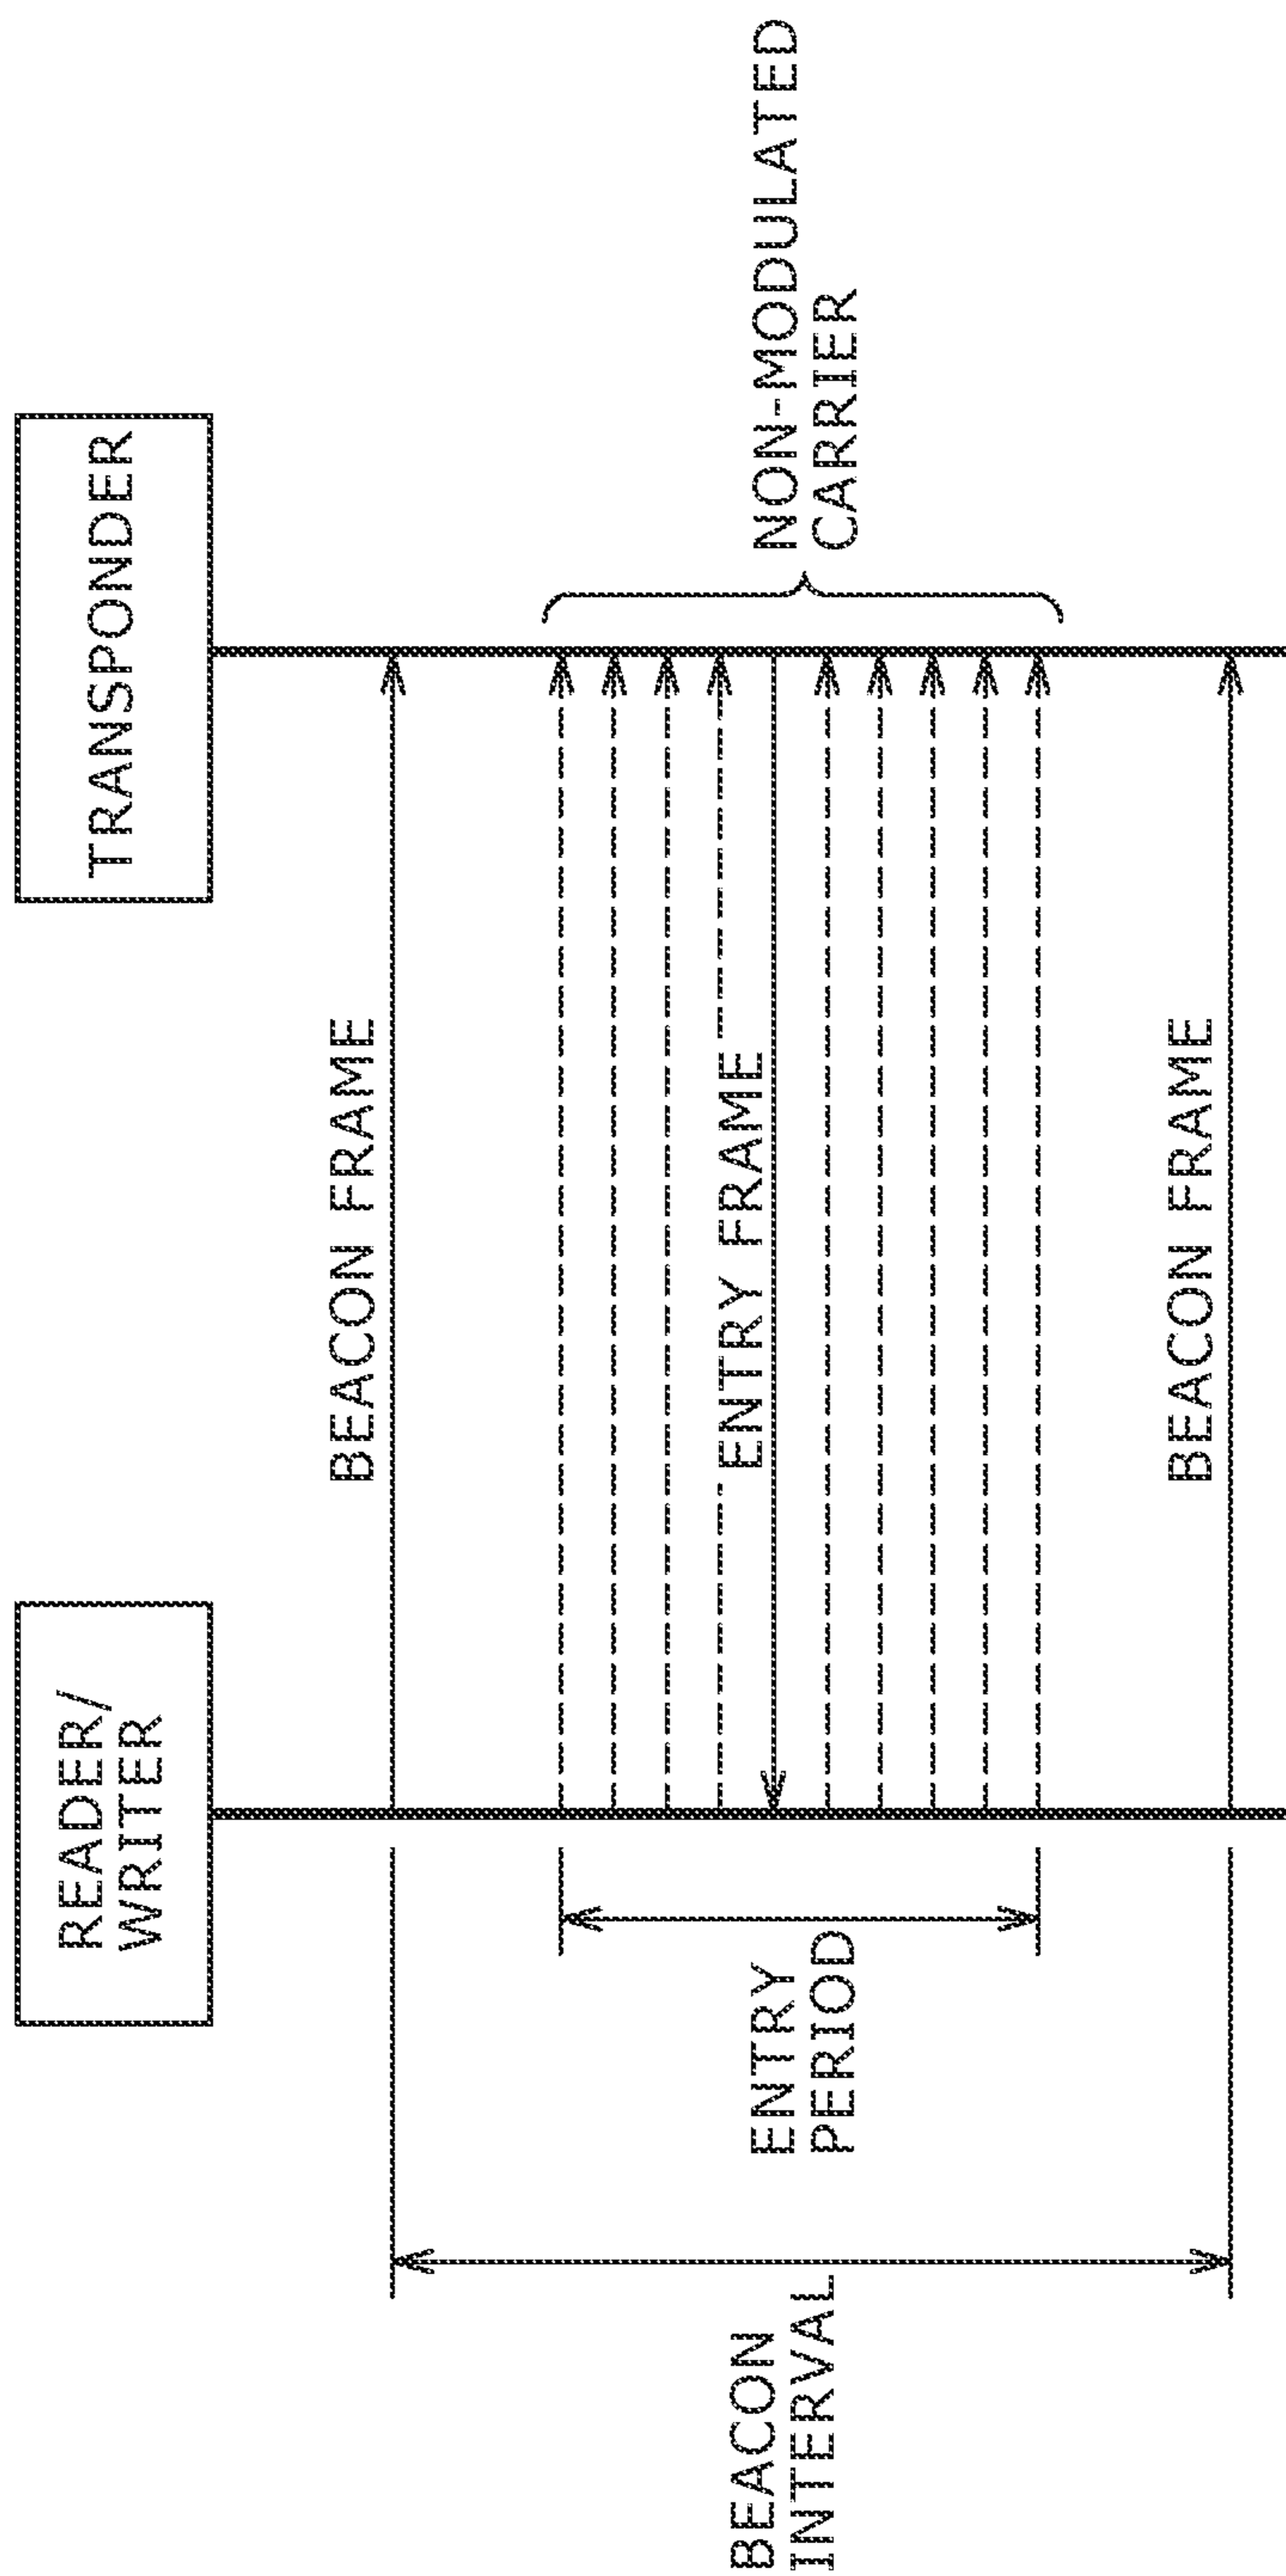 READER/
WRITER
TRANSPONDER
BEACON FRAME
ENTRY FRAME
NON-MODULATED
CARRIER
ENTRY
PERIOD
BEACON
INTERVAL
BEACON FRAME